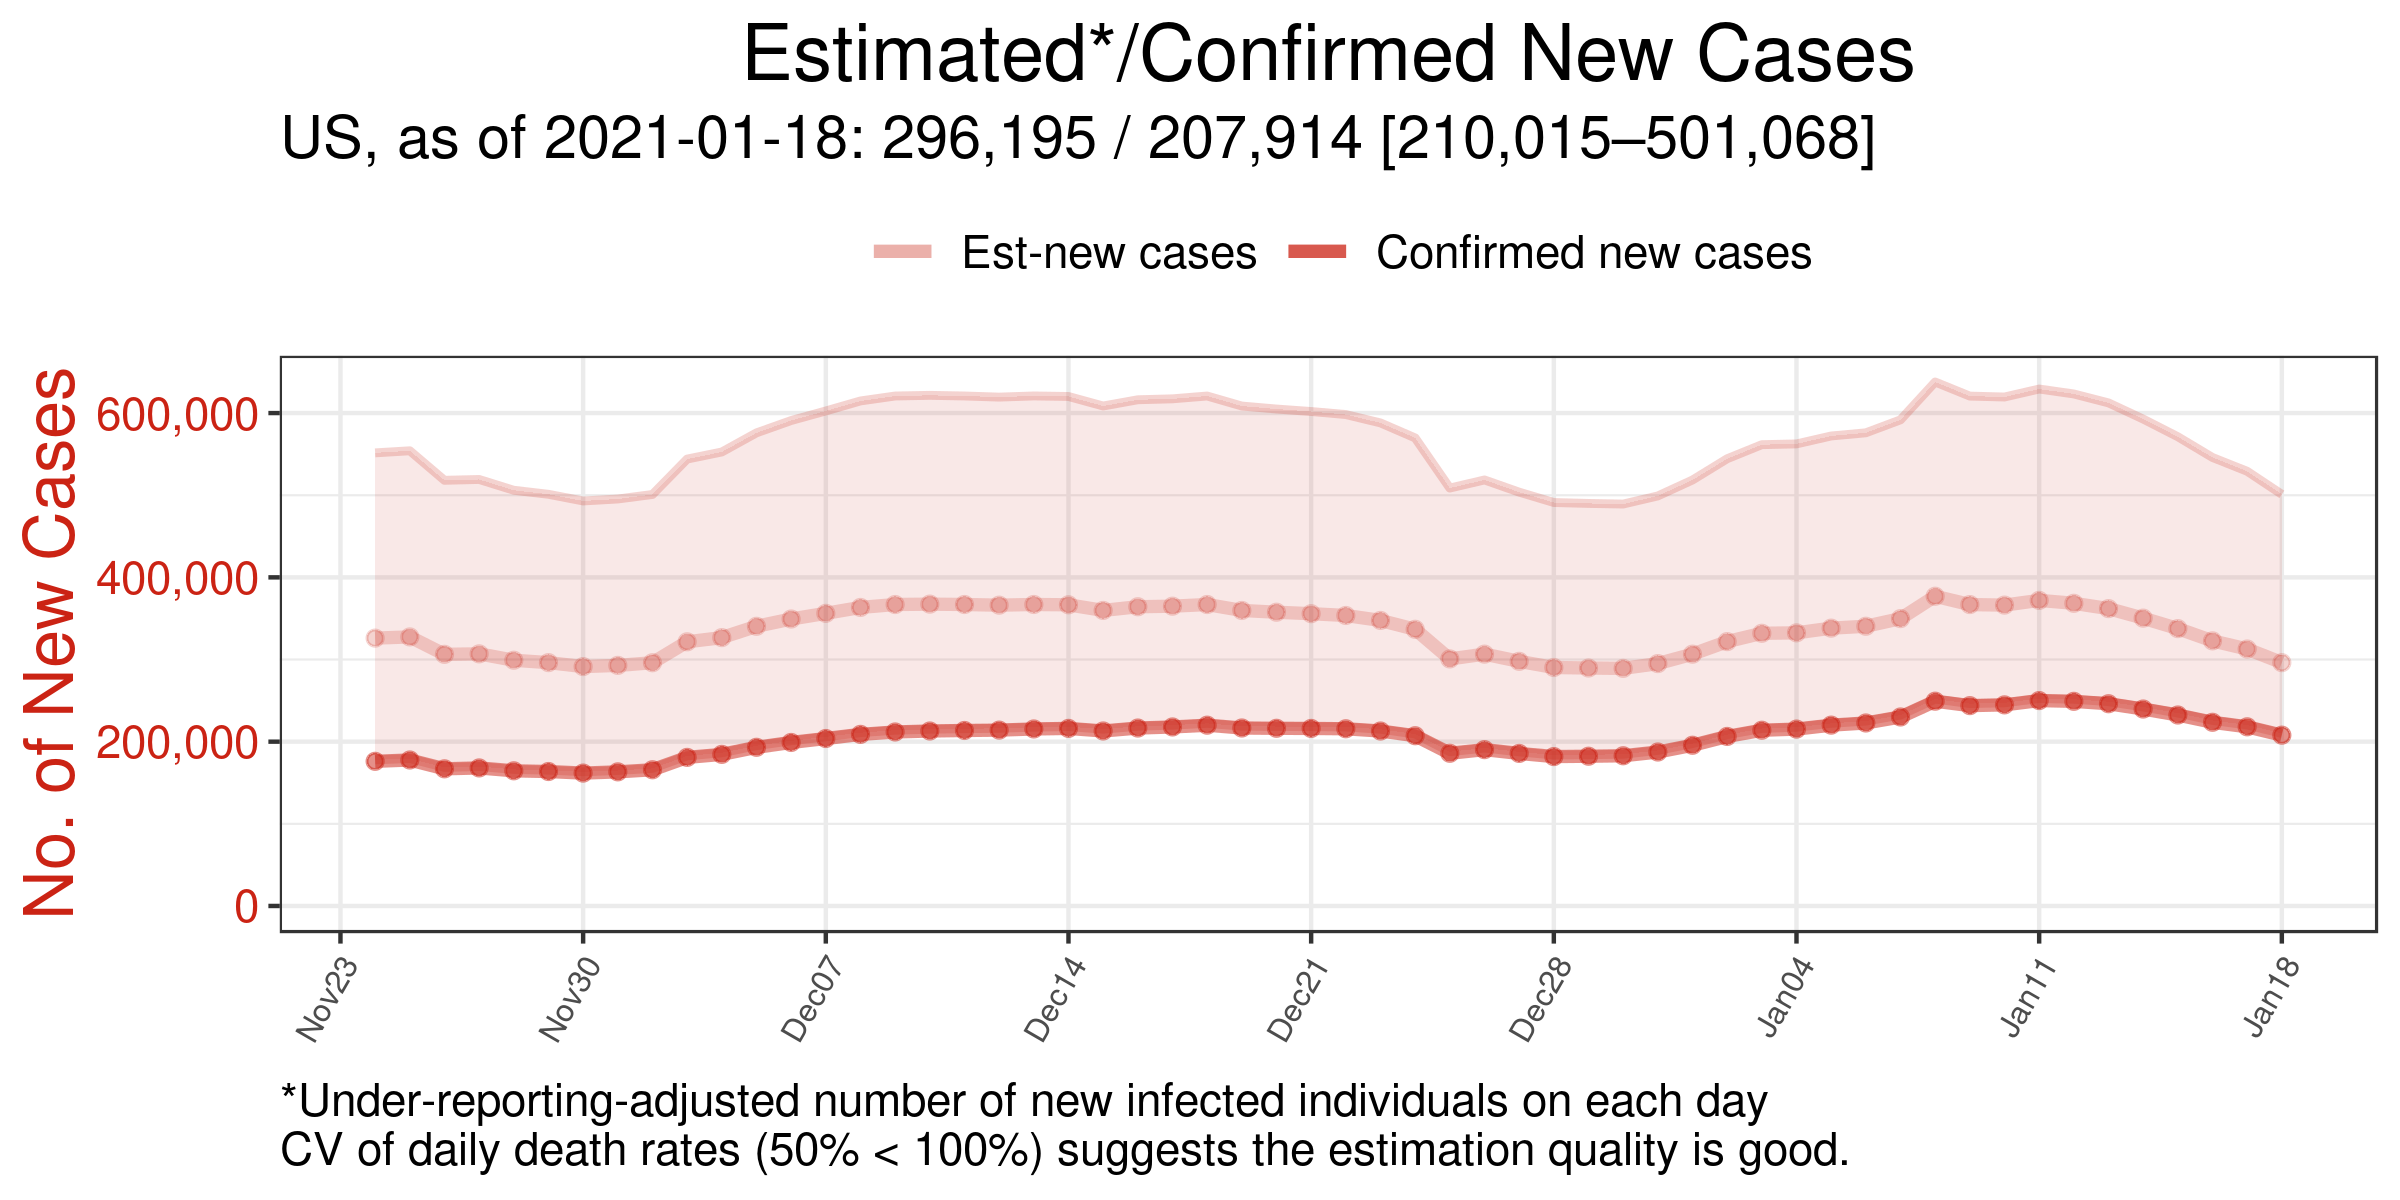 Estimated*/Confirmed New Cases
US, as of 2021-01-18: 296,195 / 207,914 [210,015–501,068]
Est-new cases
Confirmed new cases
No. of New Cases
600,000
400,000
200,000
0
Nov23
Nov30
Dec07
Dec14
Dec21
Dec28
Jan04
Jan11
Jan18
*Under-reporting-adjusted number of new infected individuals on each day
CV of daily death rates (50% < 100%) suggests the estimation quality is good.